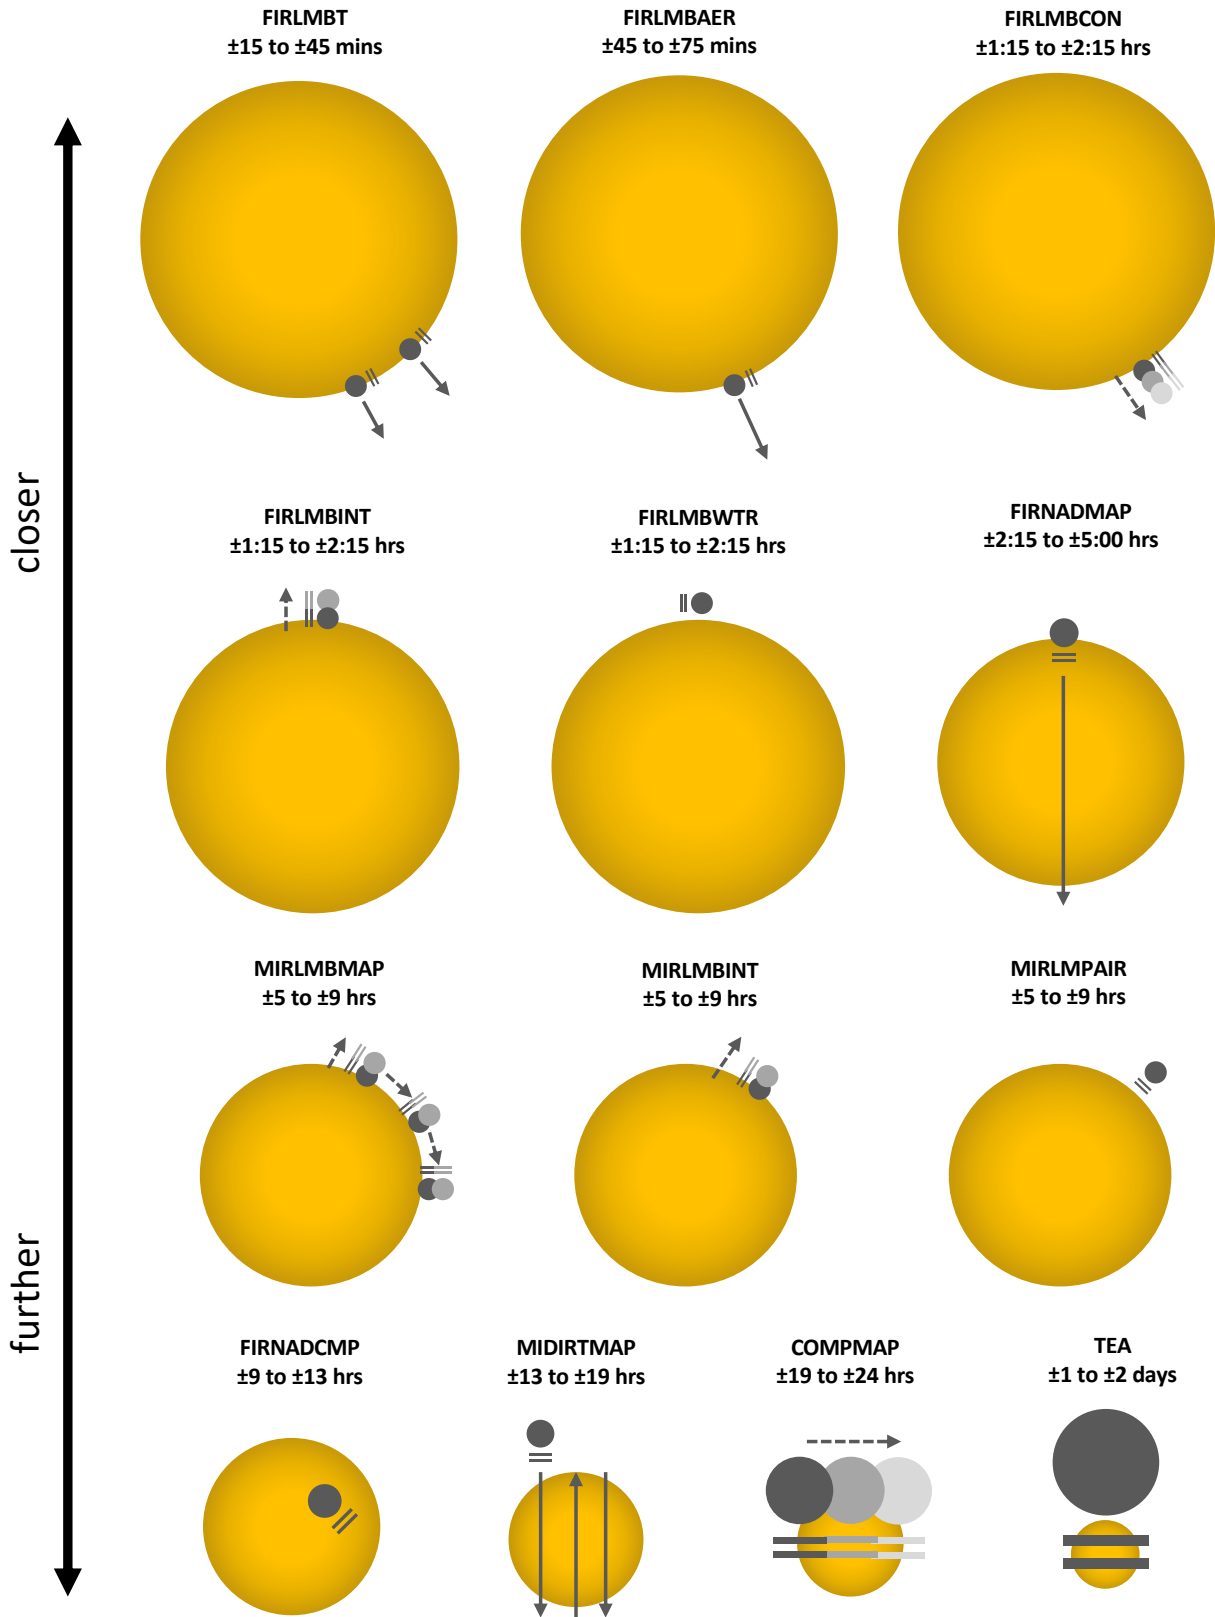 FIRLMBT
±15 to ±45 mins
FIRLMBAER
±45 to ±75 mins
FIRLMBCON
±1:15 to ±2:15 hrs
closer
FIRLMBINT
±1:15 to ±2:15 hrs
FIRLMBWTR
±1:15 to ±2:15 hrs
FIRNADMAP
±2:15 to ±5:00 hrs
MIRLMBMAP
±5 to ±9 hrs
MIRLMBINT
±5 to ±9 hrs
MIRLMPAIR
±5 to ±9 hrs
further
FIRNADCMP
±9 to ±13 hrs
MIDIRTMAP
±13 to ±19 hrs
COMPMAP
±19 to ±24 hrs
TEA
±1 to ±2 days